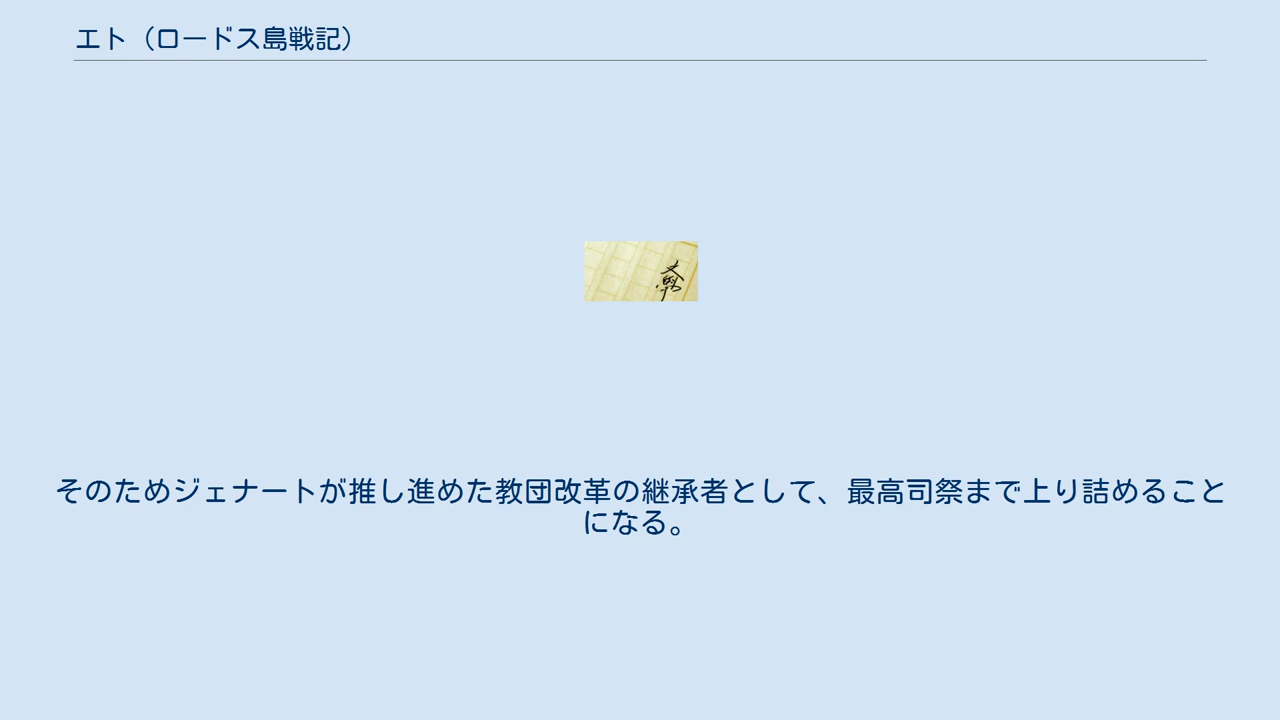 エト（ロードス島戦記）
そのためジェナートが推し進めた教団改革の継承者として、最高司祭まで上り詰めること
になる。